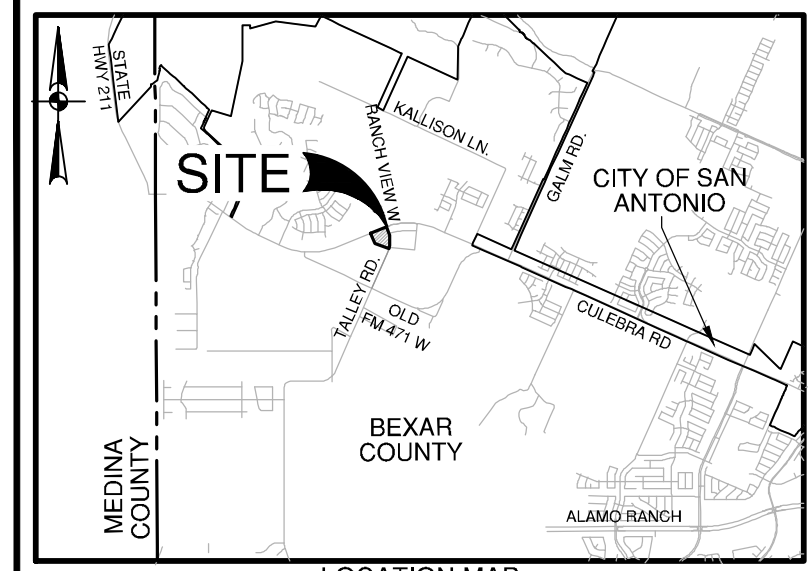 STATE
HWY 211
RANCH VIEW W
KALLISON LN.
GALM RD.
SITE
CITY OF SAN
ANTONIO
TALLEY RD.
OLD
FM 471 W
CULEBRA RD
BEXAR
COUNTY
MEDINA
COUNTY
ALAMO RANCH
LOCATION MAP